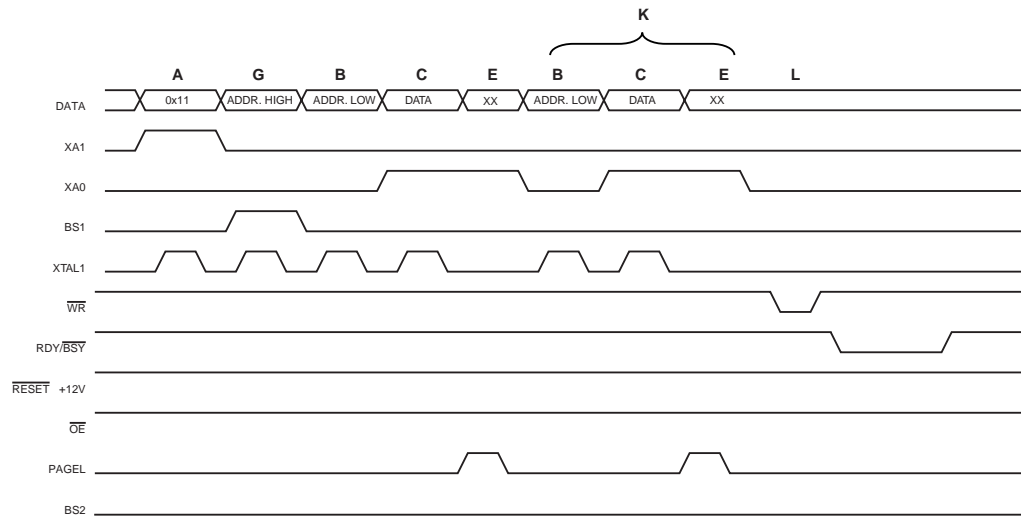 K
A G B C E B C E L
DATA 0x11 ADDR. HIGH ADDR. LOW DATA XX ADDR. LOW DATA XX
XA1
XA0
BS1
XTAL1
WR
RDY/BSY
RESET +12V
OE
PAGEL
BS2